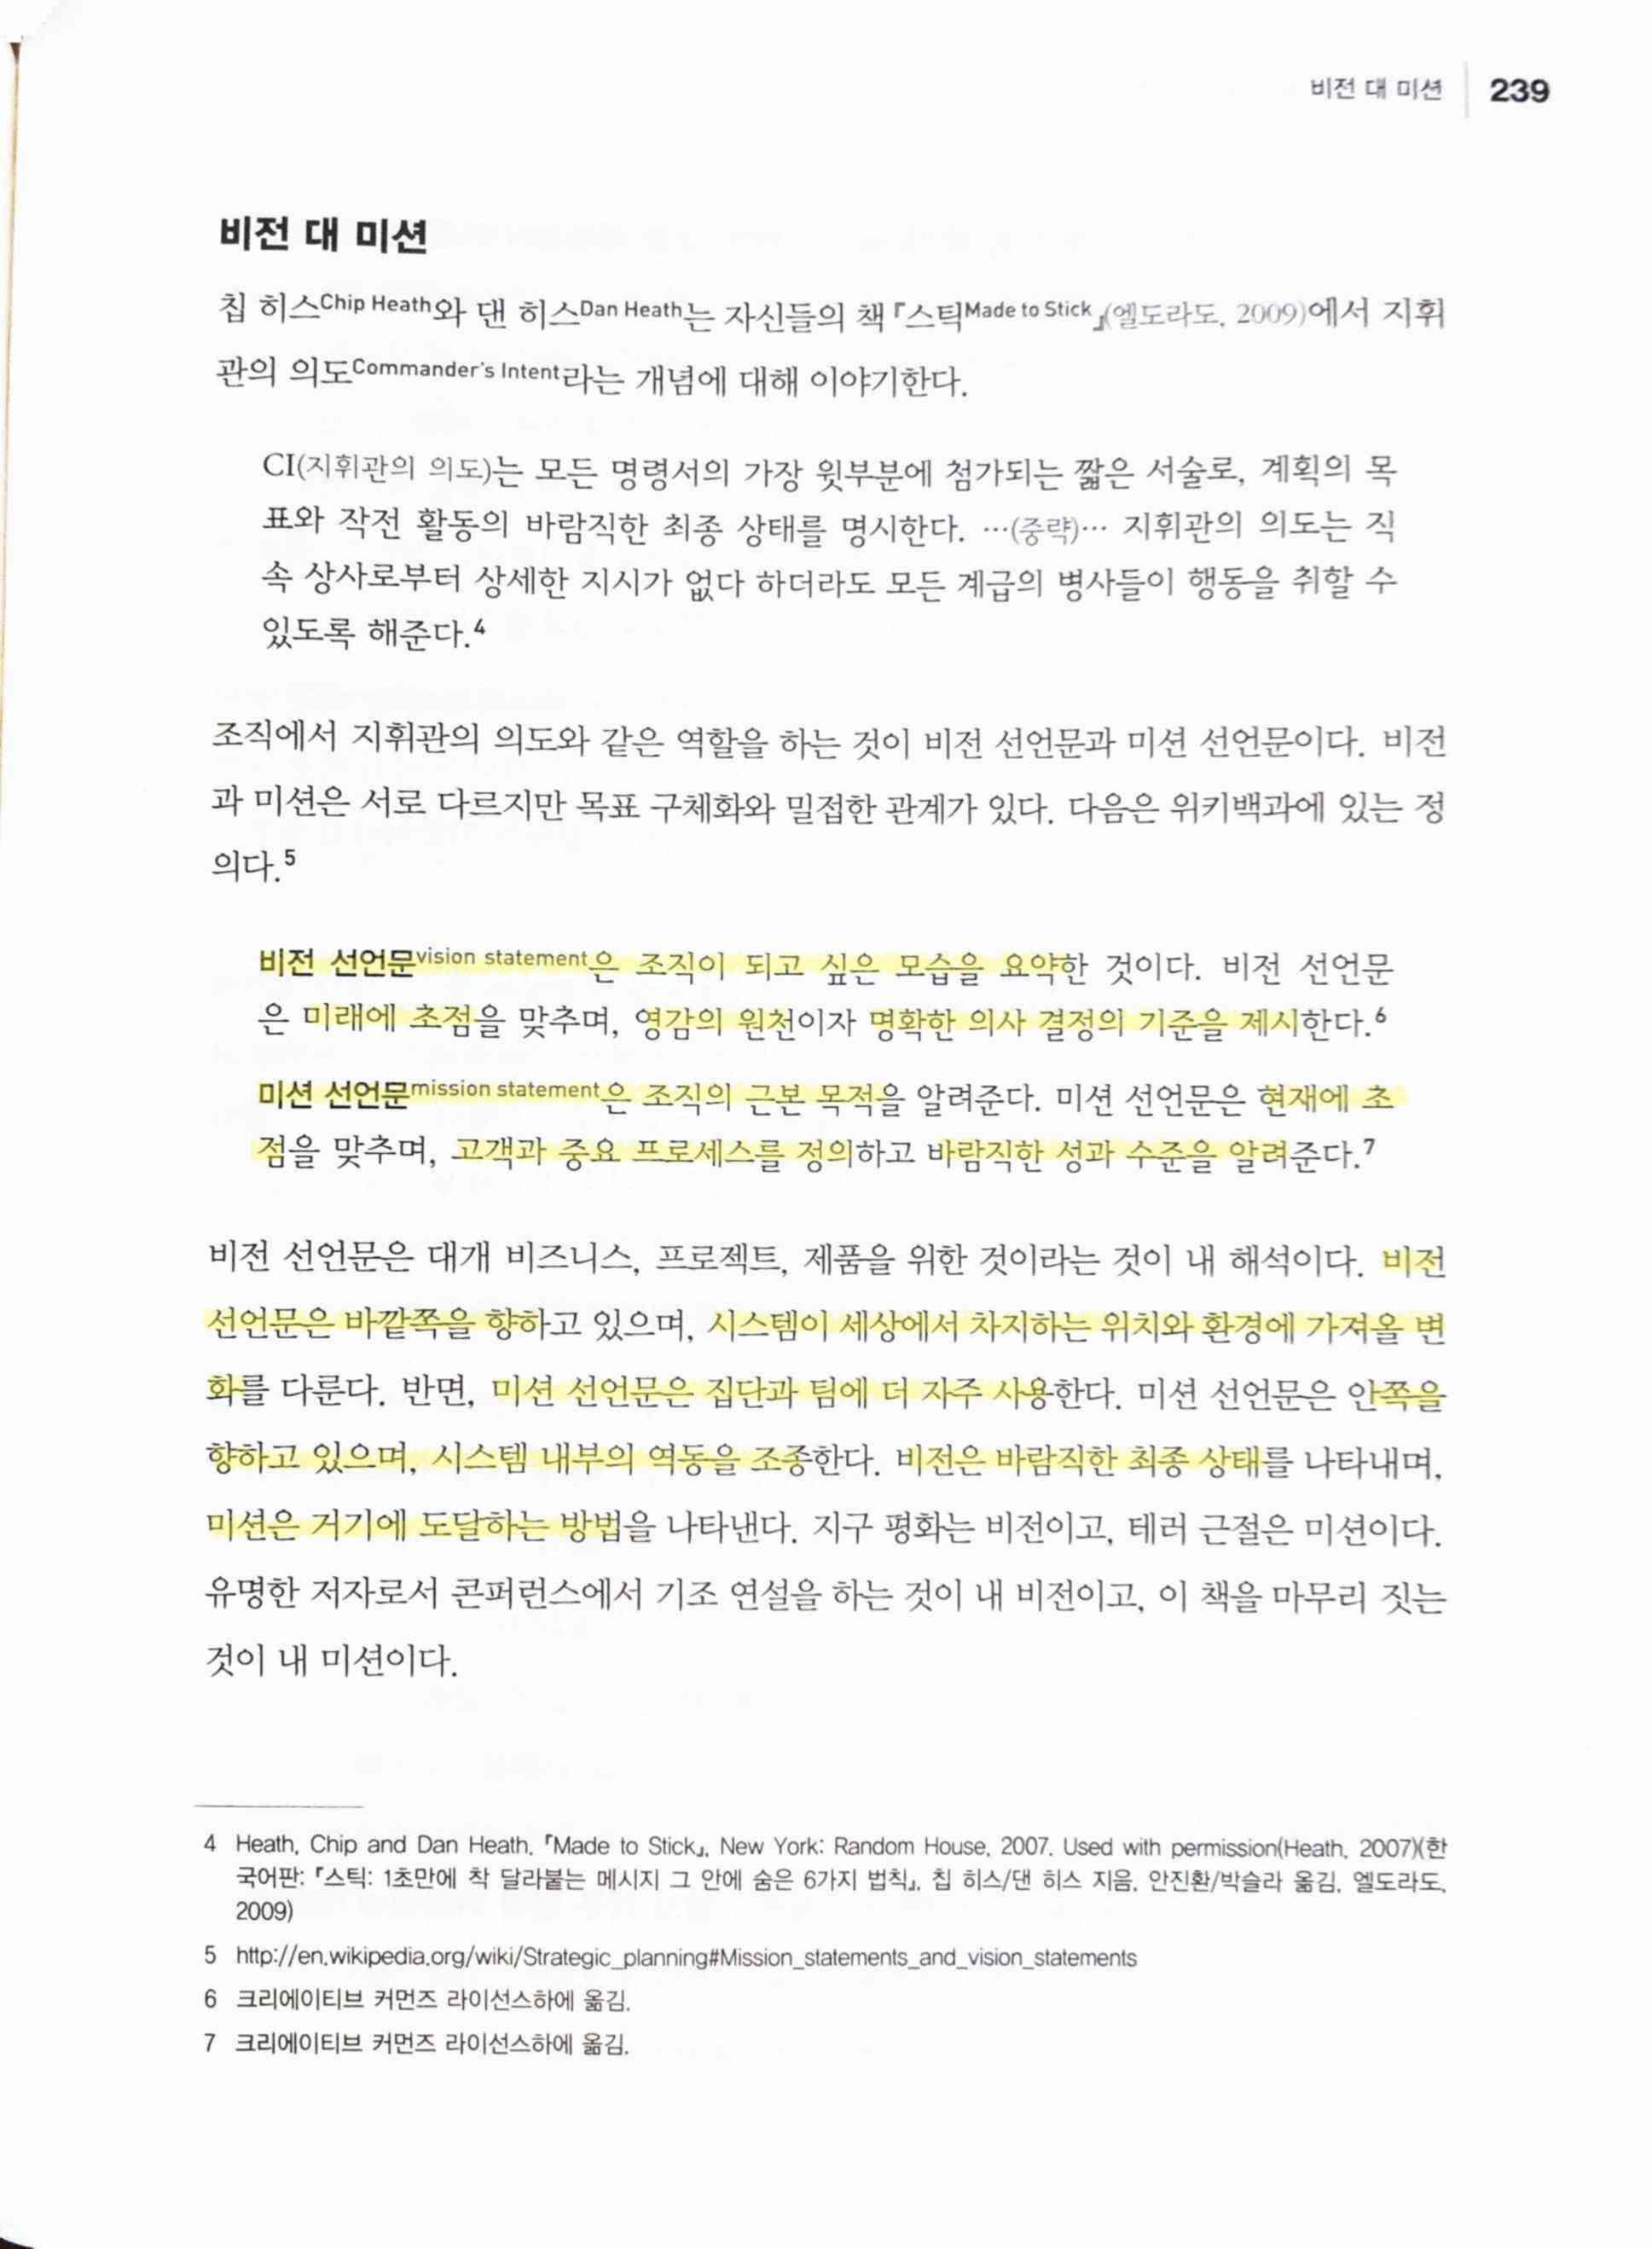 비전 대 미션 239
비전 대 미션
칩 히스Chip Heath와 댄 히스Dan Heath는 자신들의 책 『스틱Made to Stick』(엘도라도, 2009)에서 지휘
관의 의도Commander's Intent라는 개념에 대해 이야기한다.
CI(지휘관의 의도)는 모든 명령서의 가장 윗부분에 첨가되는 짧은 서술로, 계획의 목
표와 작전 활동의 바람직한 최종 상태를 명시한다. …(중략)… 지휘관의 의도는 직
속 상사로부터 상세한 지시가 없다 하더라도 모든 계급의 병사들이 행동을 취할 수
있도록 해준다.4
조직에서 지휘관의 의도와 같은 역할을 하는 것이 비전 선언문과 미션 선언문이다. 비전
과 미션은 서로 다르지만 목표 구체화와 밀접한 관계가 있다. 다음은 위키백과에 있는 정
의다.5
비전 선언문vision statement은 조직이 되고 싶은 모습을 요약한 것이다. 비전 선언문
은 미래에 초점을 맞추며, 영감의 원천이자 명확한 의사 결정의 기준을 제시한다.6
미션 선언문mission statement은 조직의 근본 목적을 알려준다. 미션 선언문은 현재에 초
점을 맞추며, 고객과 중요 프로세스를 정의하고 바람직한 성과 수준을 알려준다.7
비전 선언문은 대개 비즈니스, 프로젝트, 제품을 위한 것이라는 것이 내 해석이다. 비전
선언문은 바깥쪽을 향하고 있으며, 시스템이 세상에서 차지하는 위치와 환경에 가져올 변
화를 다룬다. 반면, 미션 선언문은 집단과 팀에 더 자주 사용한다. 미션 선언문은 안쪽을
향하고 있으며, 시스템 내부의 역동을 조종한다. 비전은 바람직한 최종 상태를 나타내며,
미션은 거기에 도달하는 방법을 나타낸다. 지구 평화는 비전이고, 테러 근절은 미션이다.
유명한 저자로서 콘퍼런스에서 기조 연설을 하는 것이 내 비전이고, 이 책을 마무리 짓는
것이 내 미션이다.
4 Heath, Chip and Dan Heath, 『Made to Stick』, New York: Random House, 2007. Used with permission(Heath, 2007)(한
국어판: 『스틱: 1초만에 착 달라붙는 메시지 그 안에 숨은 6가지 법칙』, 칩 히스/댄 히스 지음, 안진환/박슬라 옮김, 엘도라도,
2009)
5 http://en.wikipedia.org/wiki/Strategic_planning#Mission_statements_and_vision_statements
6 크리에이티브 커먼즈 라이선스하에 옮김.
7 크리에이티브 커먼즈 라이선스하에 옮김.